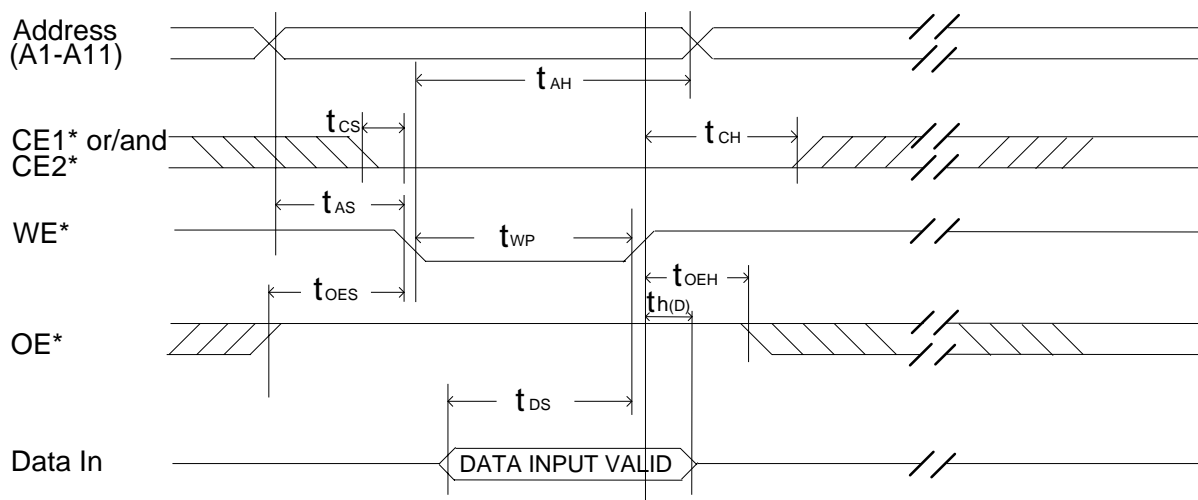 Address
(A1-A11)
tAH
tCS
CE1* or/and
CE2*
tCH
tAS
WE*
tWP
tOES
tOEH
th(D)
OE*
tDS
Data In
DATA INPUT VALID